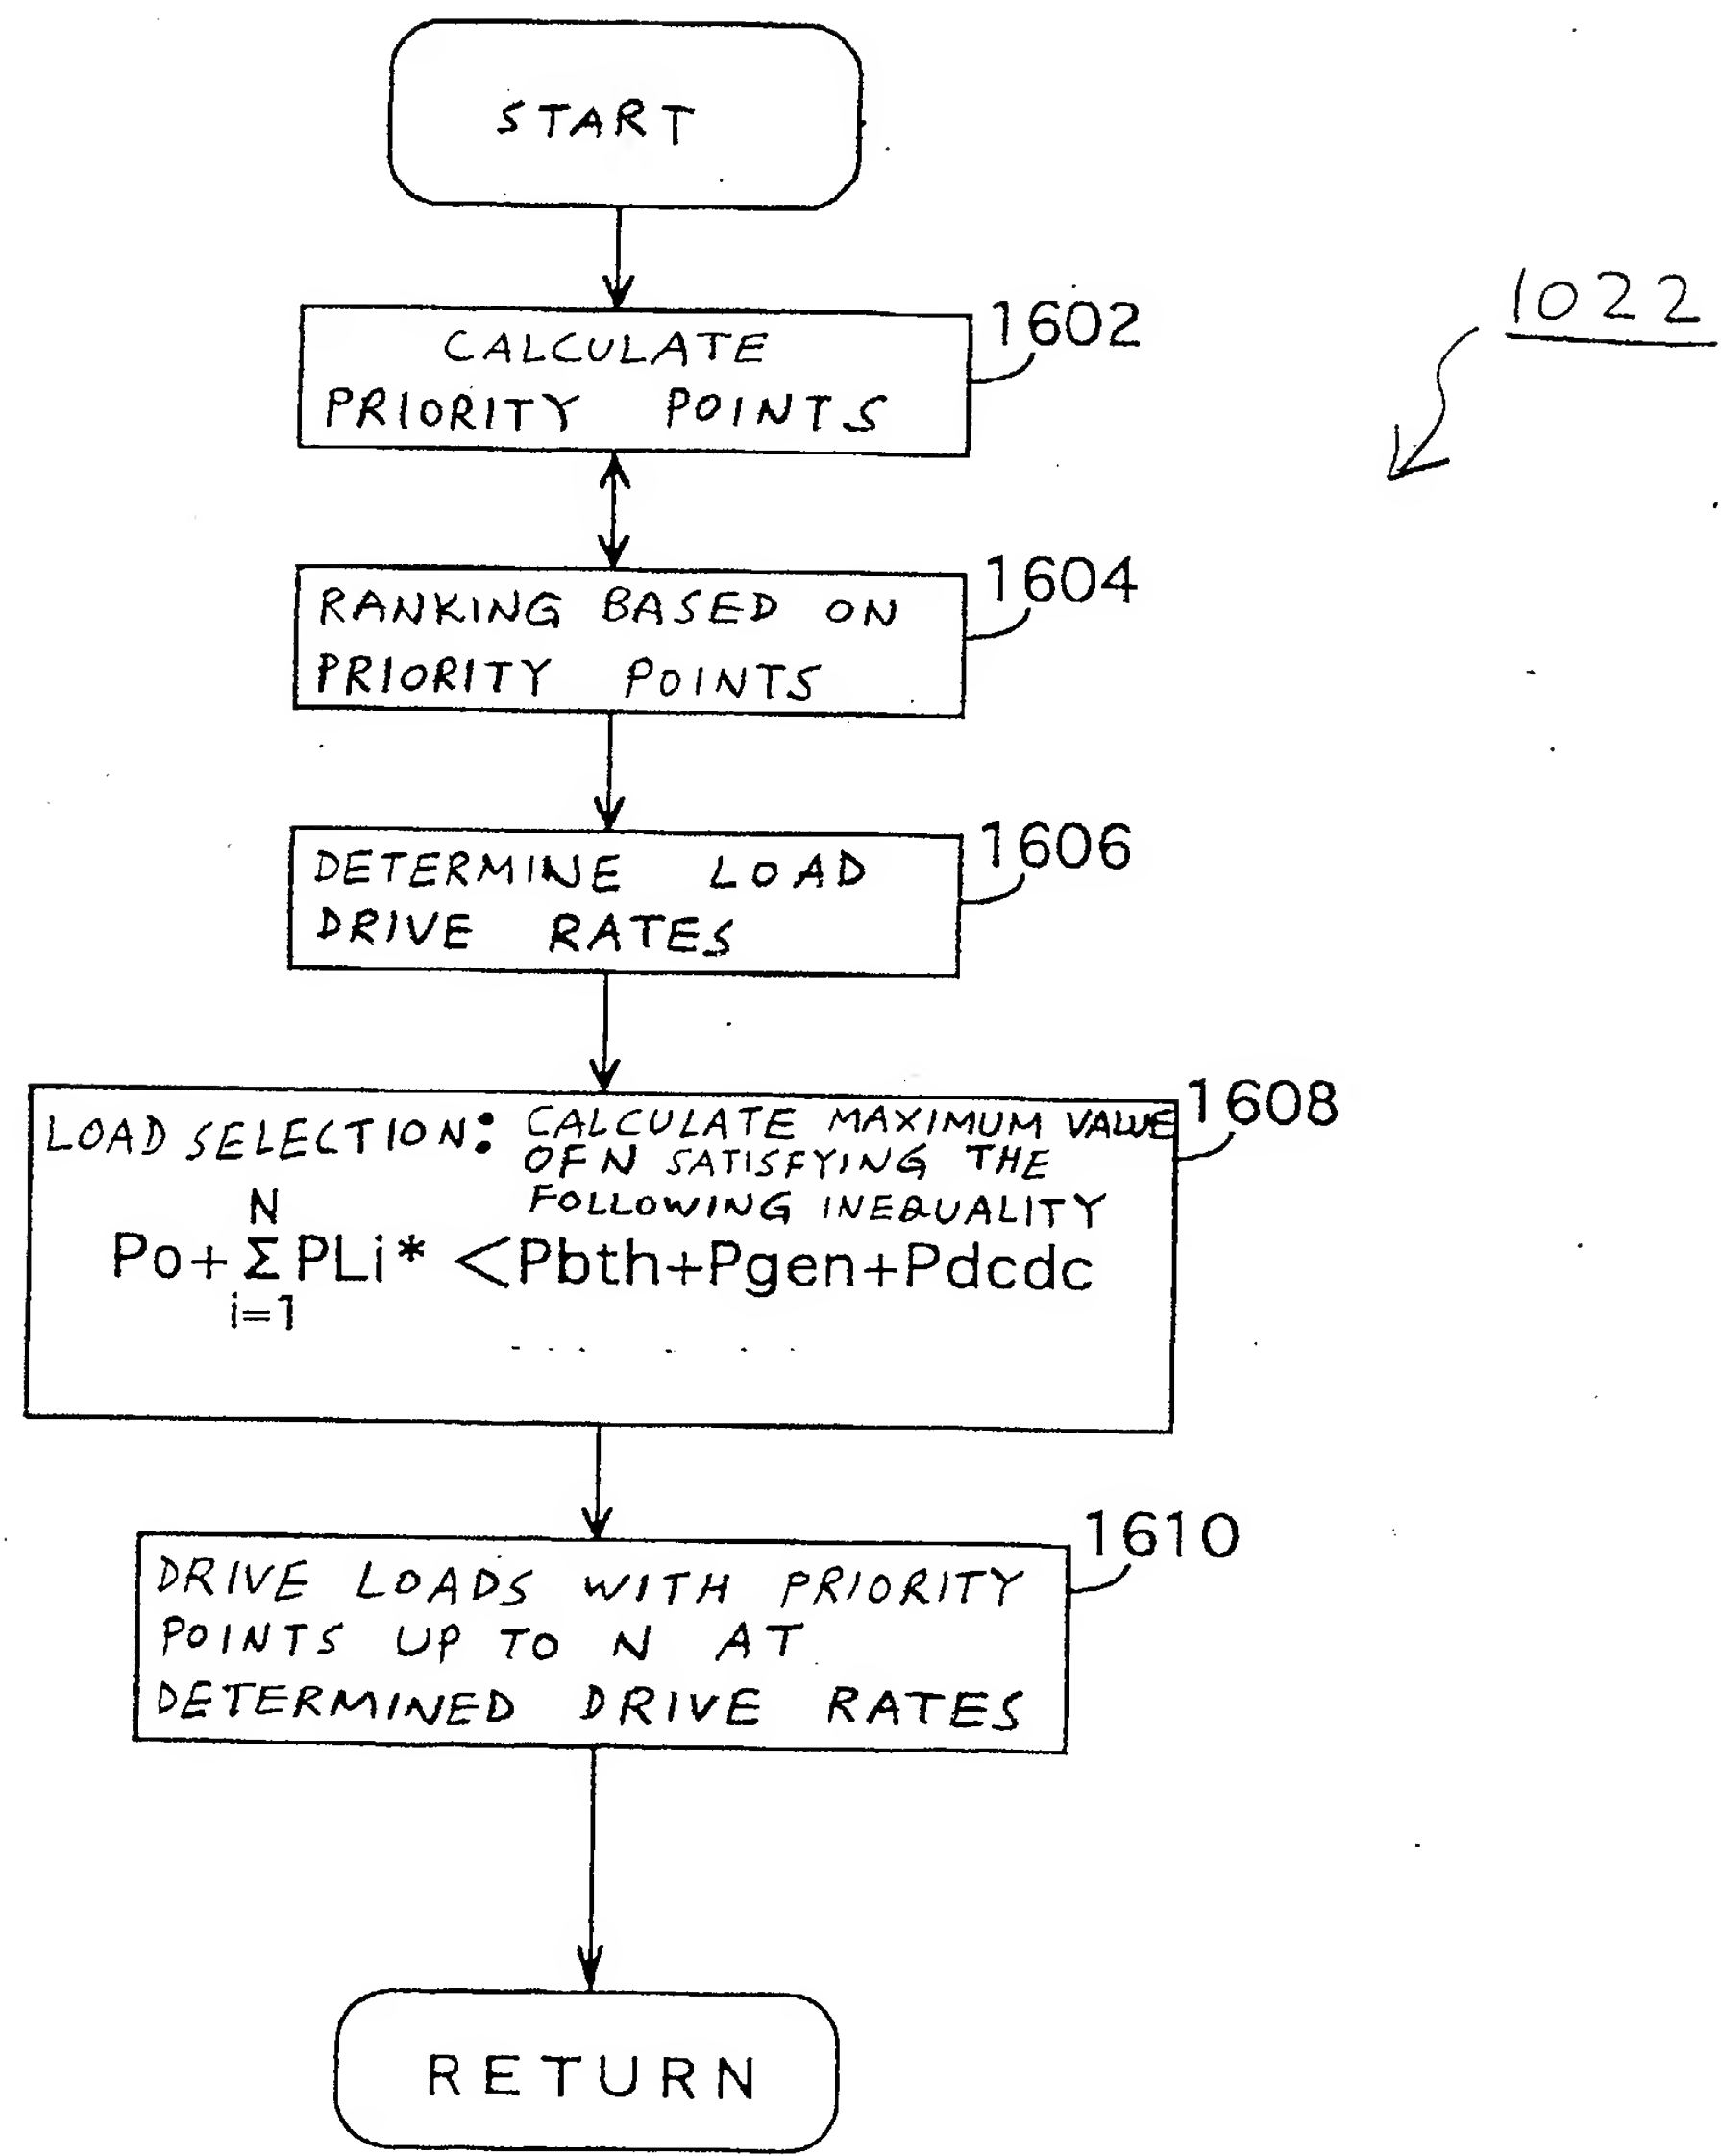 START
1022
1602
CALCULATE
PRIORITY POINTS
1604
RANKING BASED ON
PRIORITY POINTS
1606
DETERMINE LOAD
DRIVE RATES
1608
LOAD SELECTION: CALCULATE MAXIMUM VALUE
OF N SATISFYING THE
FOLLOWING INEQUALITY
N
Po+ Σ PLi* <Pbth+Pgen+Pdcdc
i=1
1610
DRIVE LOADS WITH PRIORITY
POINTS UP TO N AT
DETERMINED DRIVE RATES
RETURN